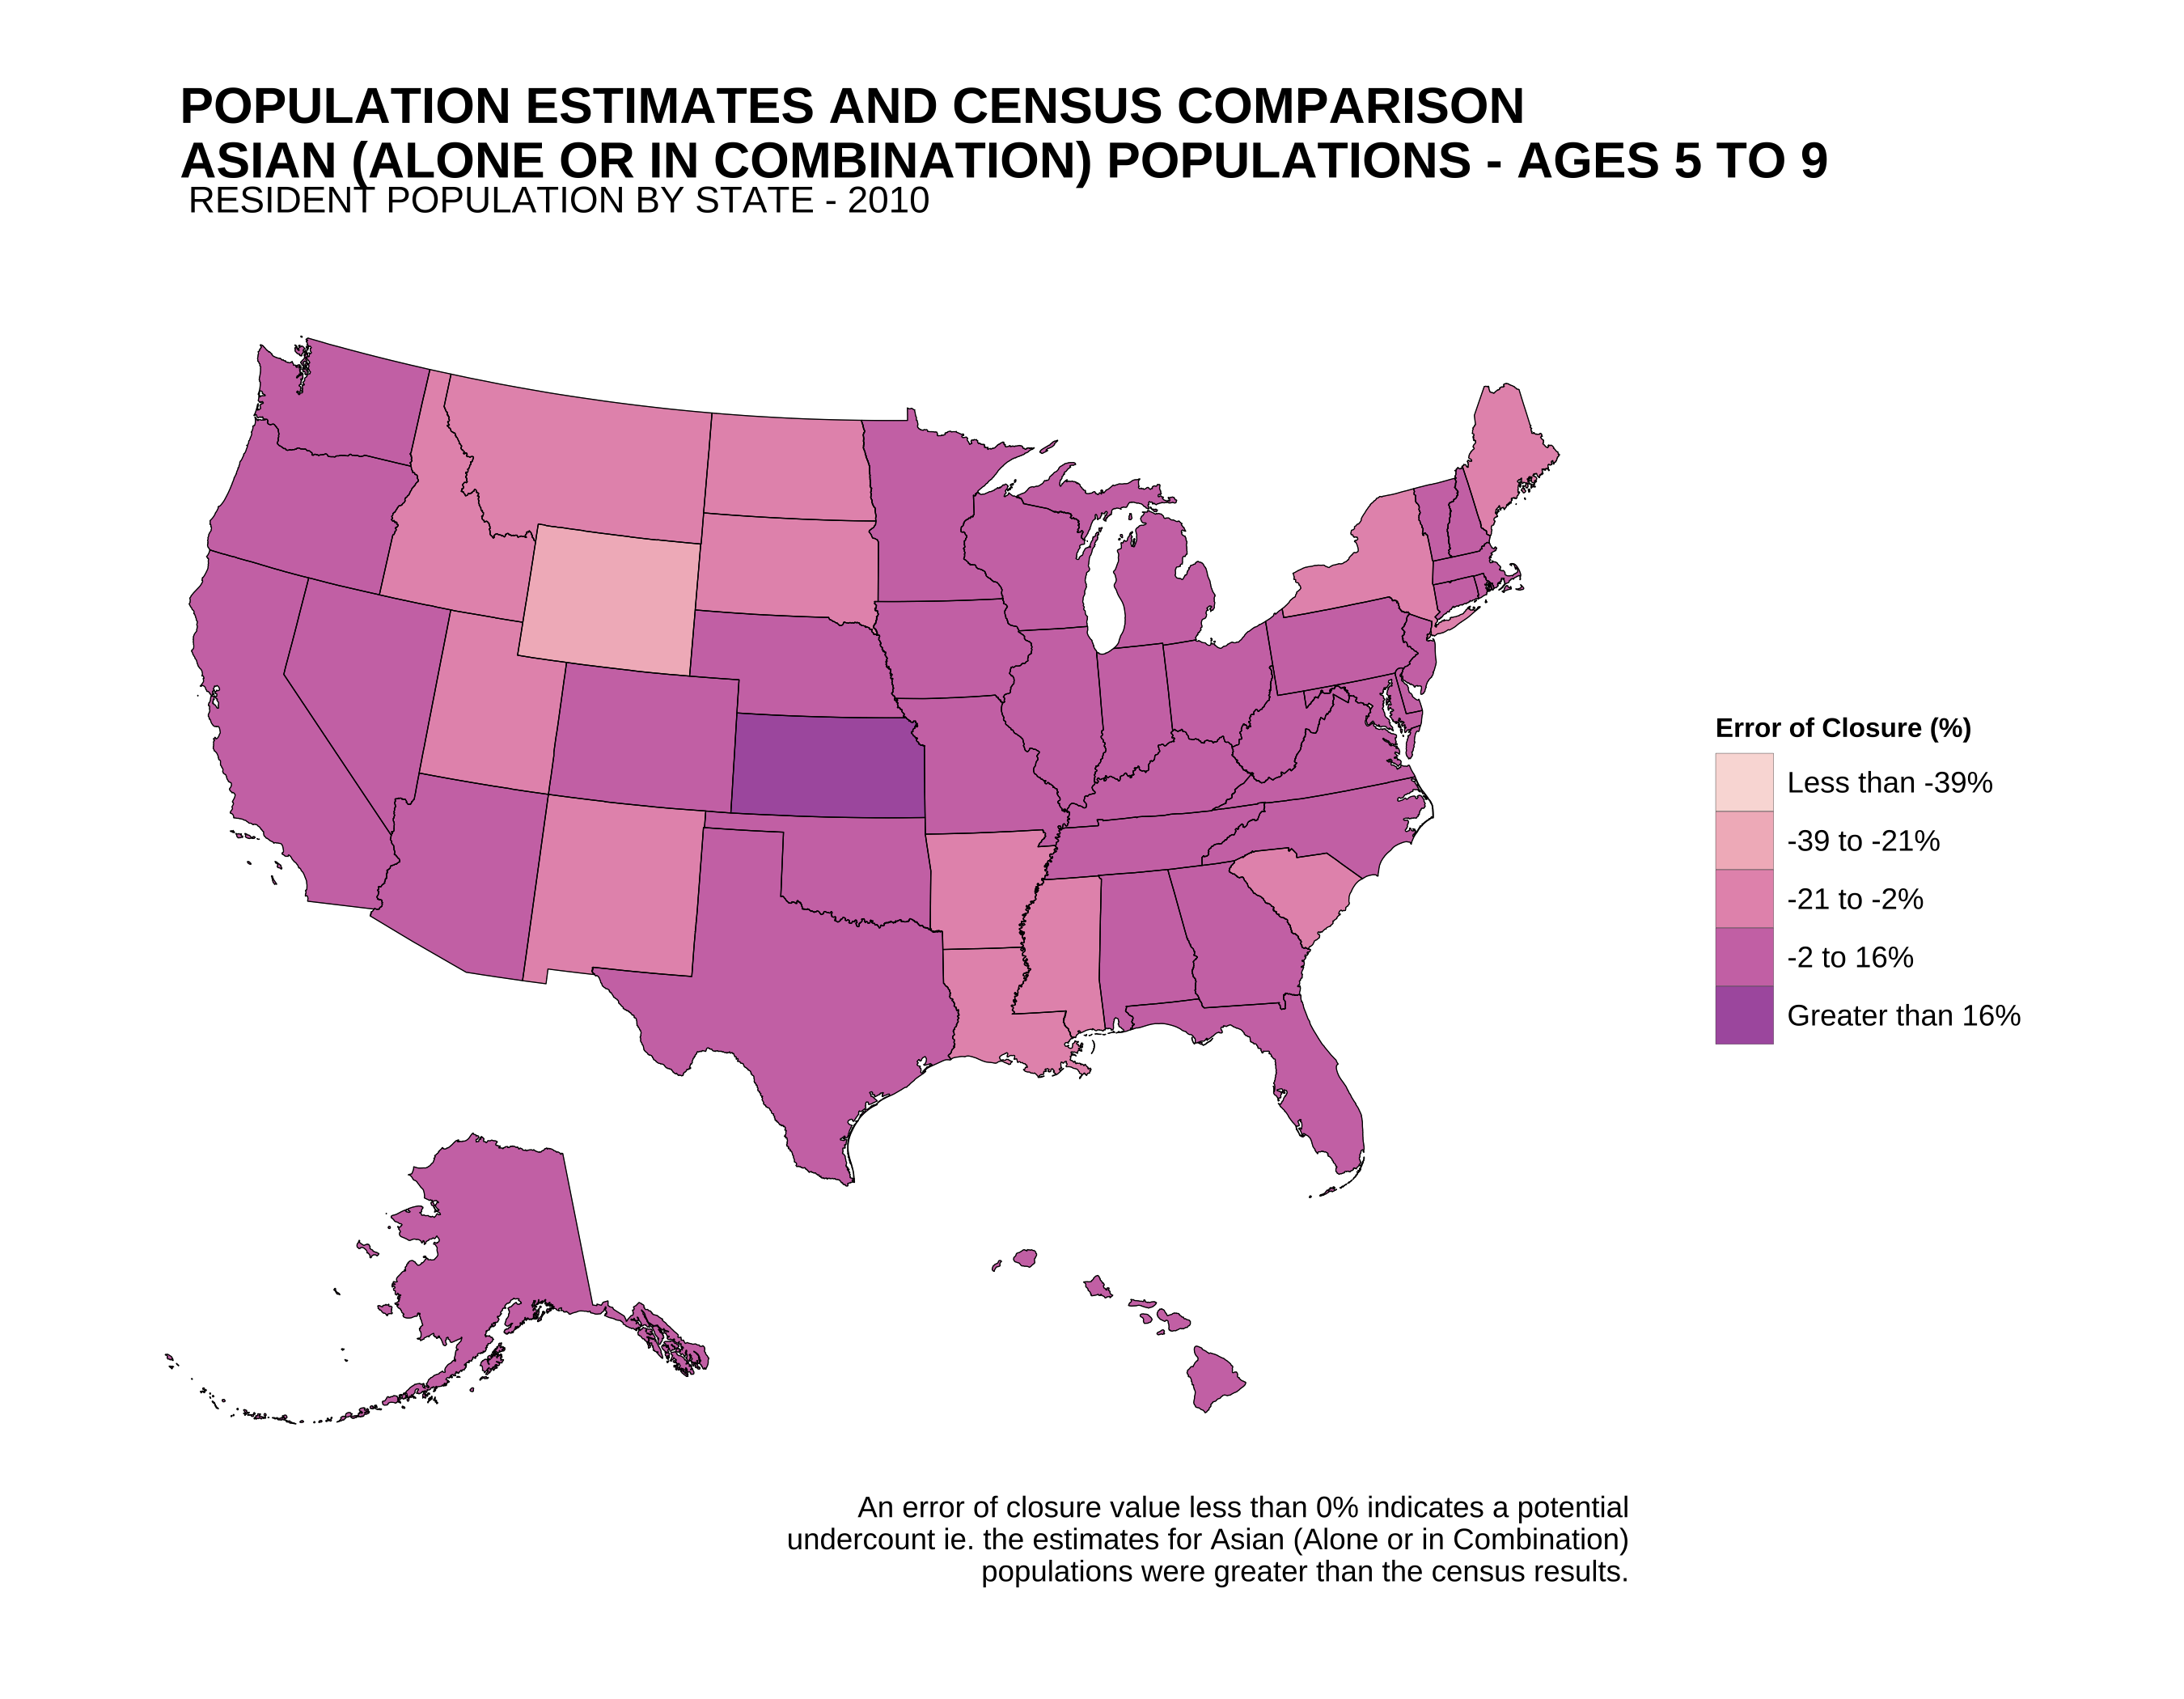 POPULATION ESTIMATES AND CENSUS COMPARISON
ASIAN (ALONE OR IN COMBINATION) POPULATIONS - AGES 5 TO 9
RESIDENT POPULATION BY STATE - 2010
Error of Closure (%)
Less than -39%
-39 to -21%
-21 to -2%
-2 to 16%
Greater than 16%
An error of closure value less than 0% indicates a potential
undercount ie. the estimates for Asian (Alone or in Combination)
populations were greater than the census results.